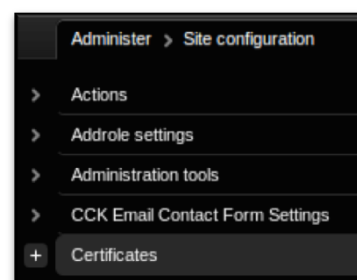 Administer > Site configuration
Actions
Addrole settings
Administration tools
CCK Email Contact Form Settings
Certificates